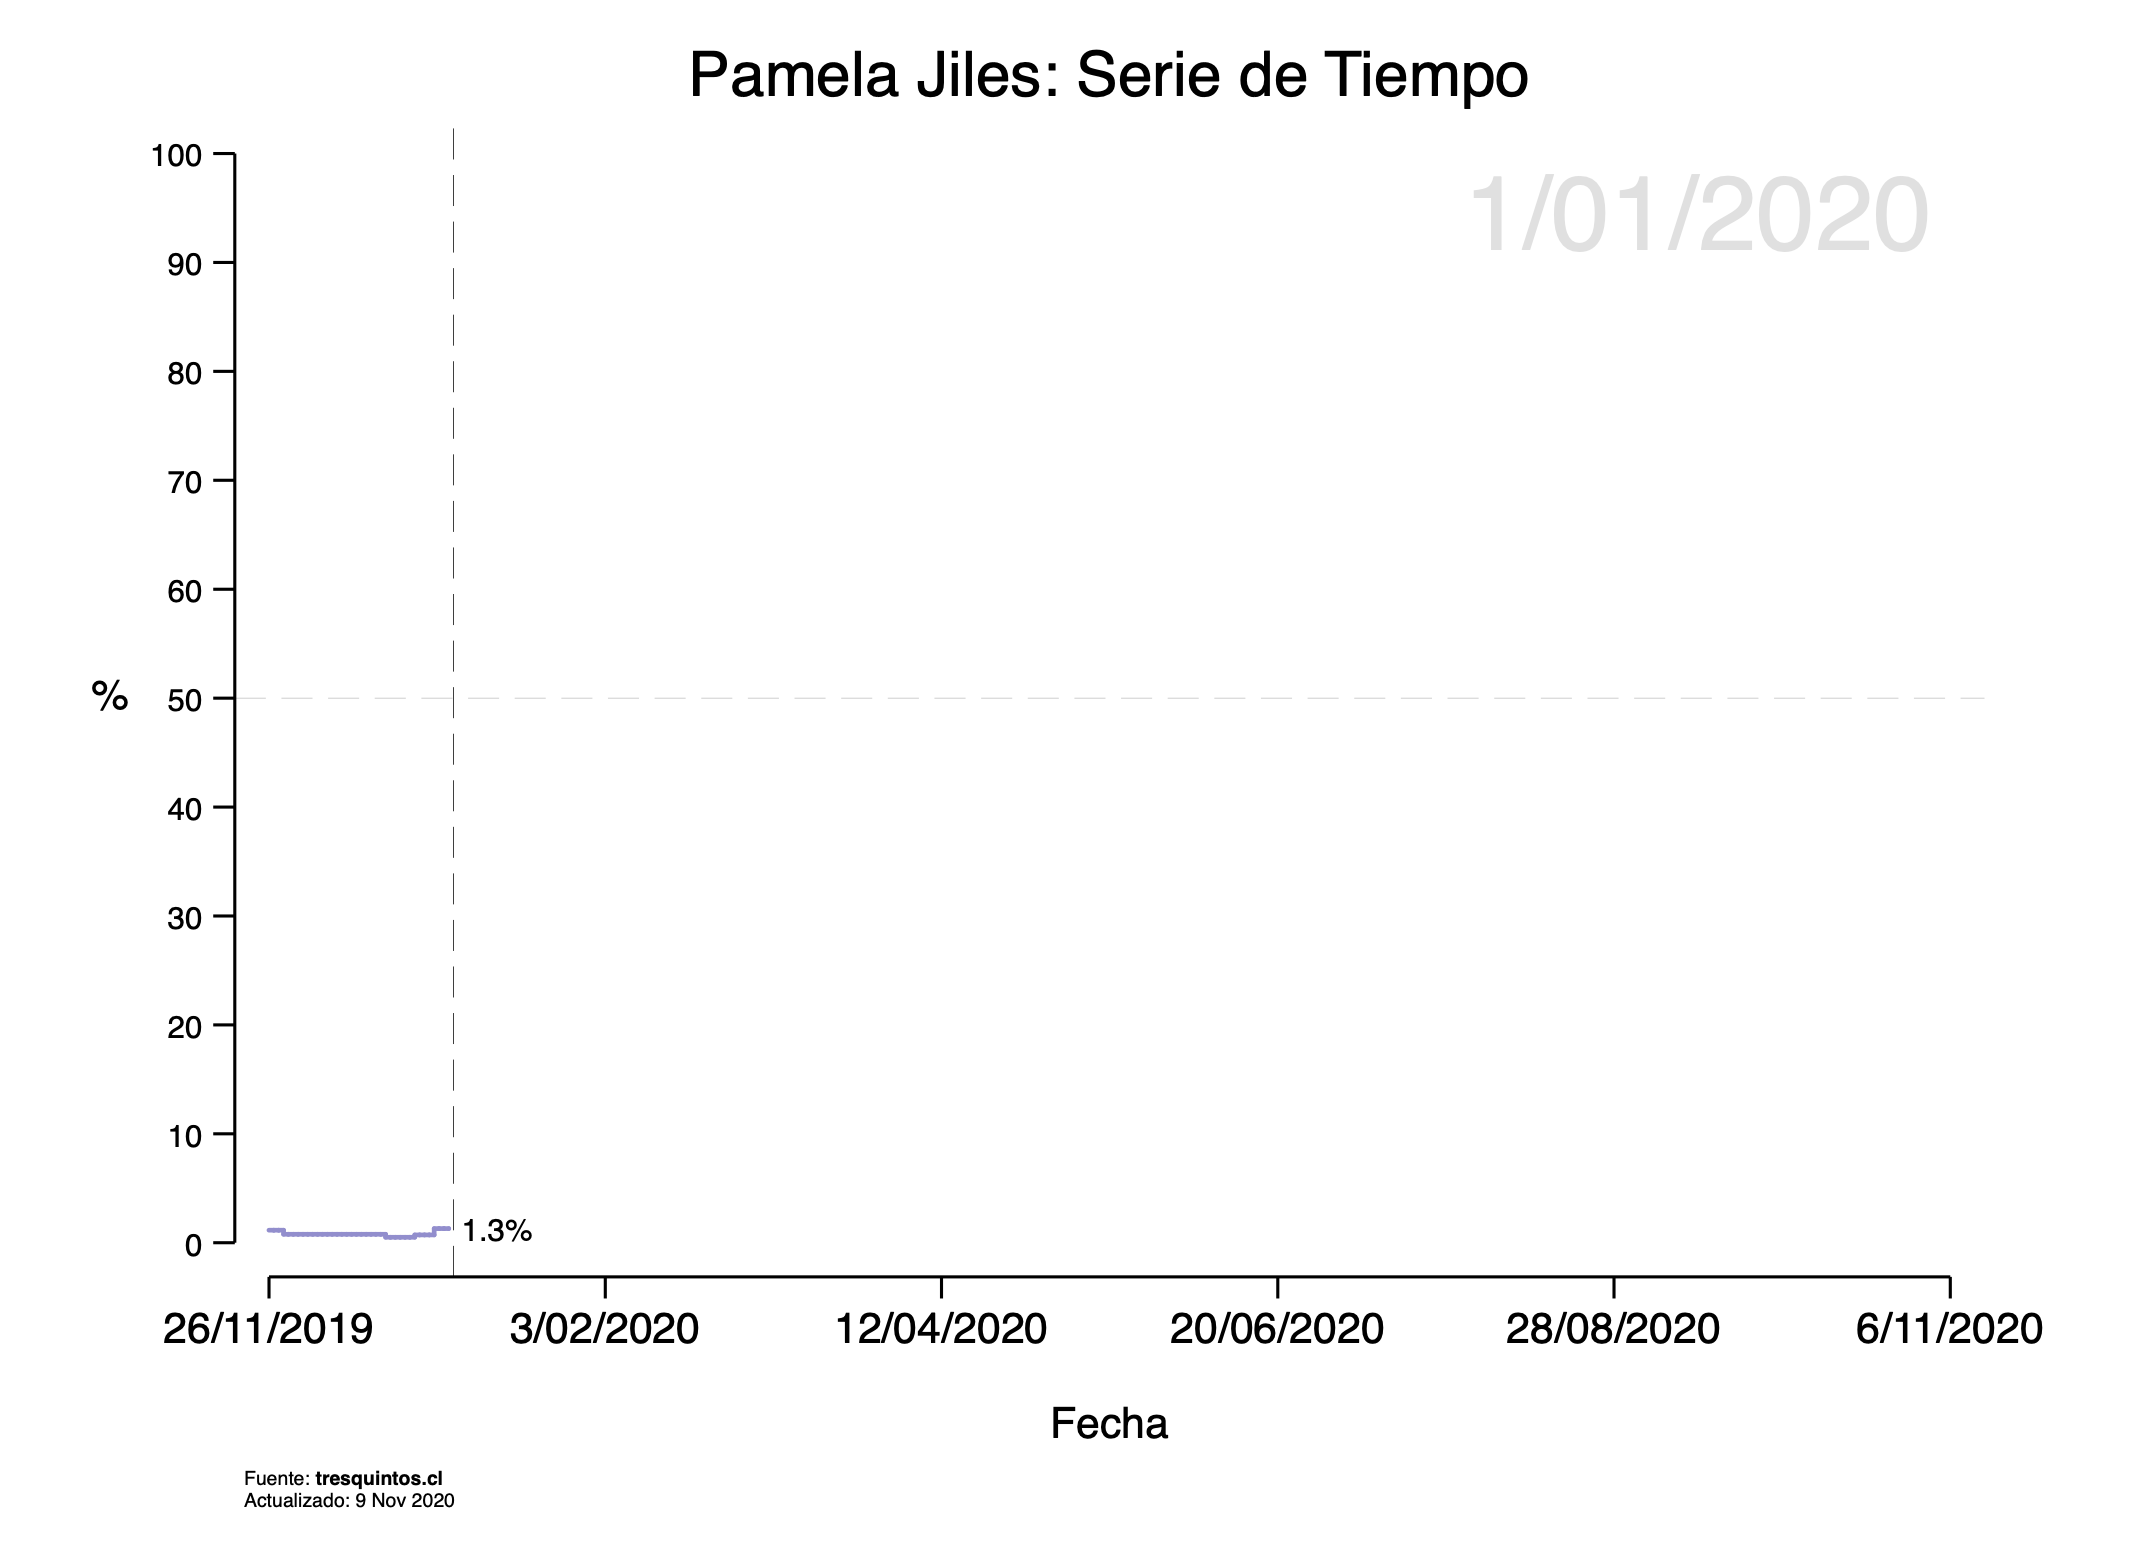 Pamela Jiles: Serie de Tiempo
1/01/2020
100
90
80
70
60
%
50
40
30
20
10
0
1.3%
26/11/2019 3/02/2020 12/04/2020 20/06/2020 28/08/2020 6/11/2020
Fecha
Fuente: tresquintos.cl
Actualizado: 9 Nov 2020